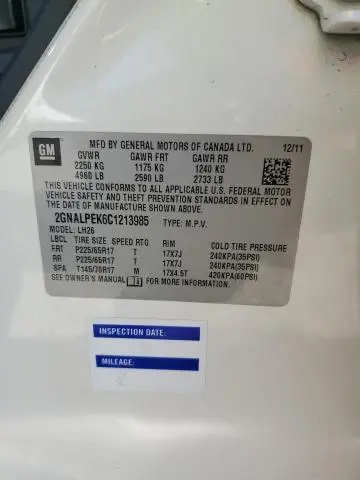 GM
MFD BY GENERAL MOTORS OF CANADA LTD. 12/11
GVWR GAWR FRT GAWR RR
2250 KG 1175 KG 1240 KG
4960 LB 2590 LB 2733 LB
THIS VEHICLE CONFORMS TO ALL APPLICABLE U.S. FEDERAL MOTOR
VEHICLE SAFETY, BUMPER, AND THEFT PREVENTION STANDARDS IN
EFFECT ON THE DATE OF MANUFACTURE SHOWN ABOVE.
2GNALPEK6C1213985 TYPE: M.P.V.
MODEL: LH26
LBCL TIRE SIZE SPEED RTG RIM COLD TIRE PRESSURE
FRT P225/65R17 T 17X7J 240KPA(35PSI)
RR P225/65R17 T 17X7J 240KPA(35PSI)
SPA T145/70R17 M 17X4.5T 420KPA(60PSI)
SEE OWNER'S MANUAL
INSPECTION DATE:
MILEAGE: